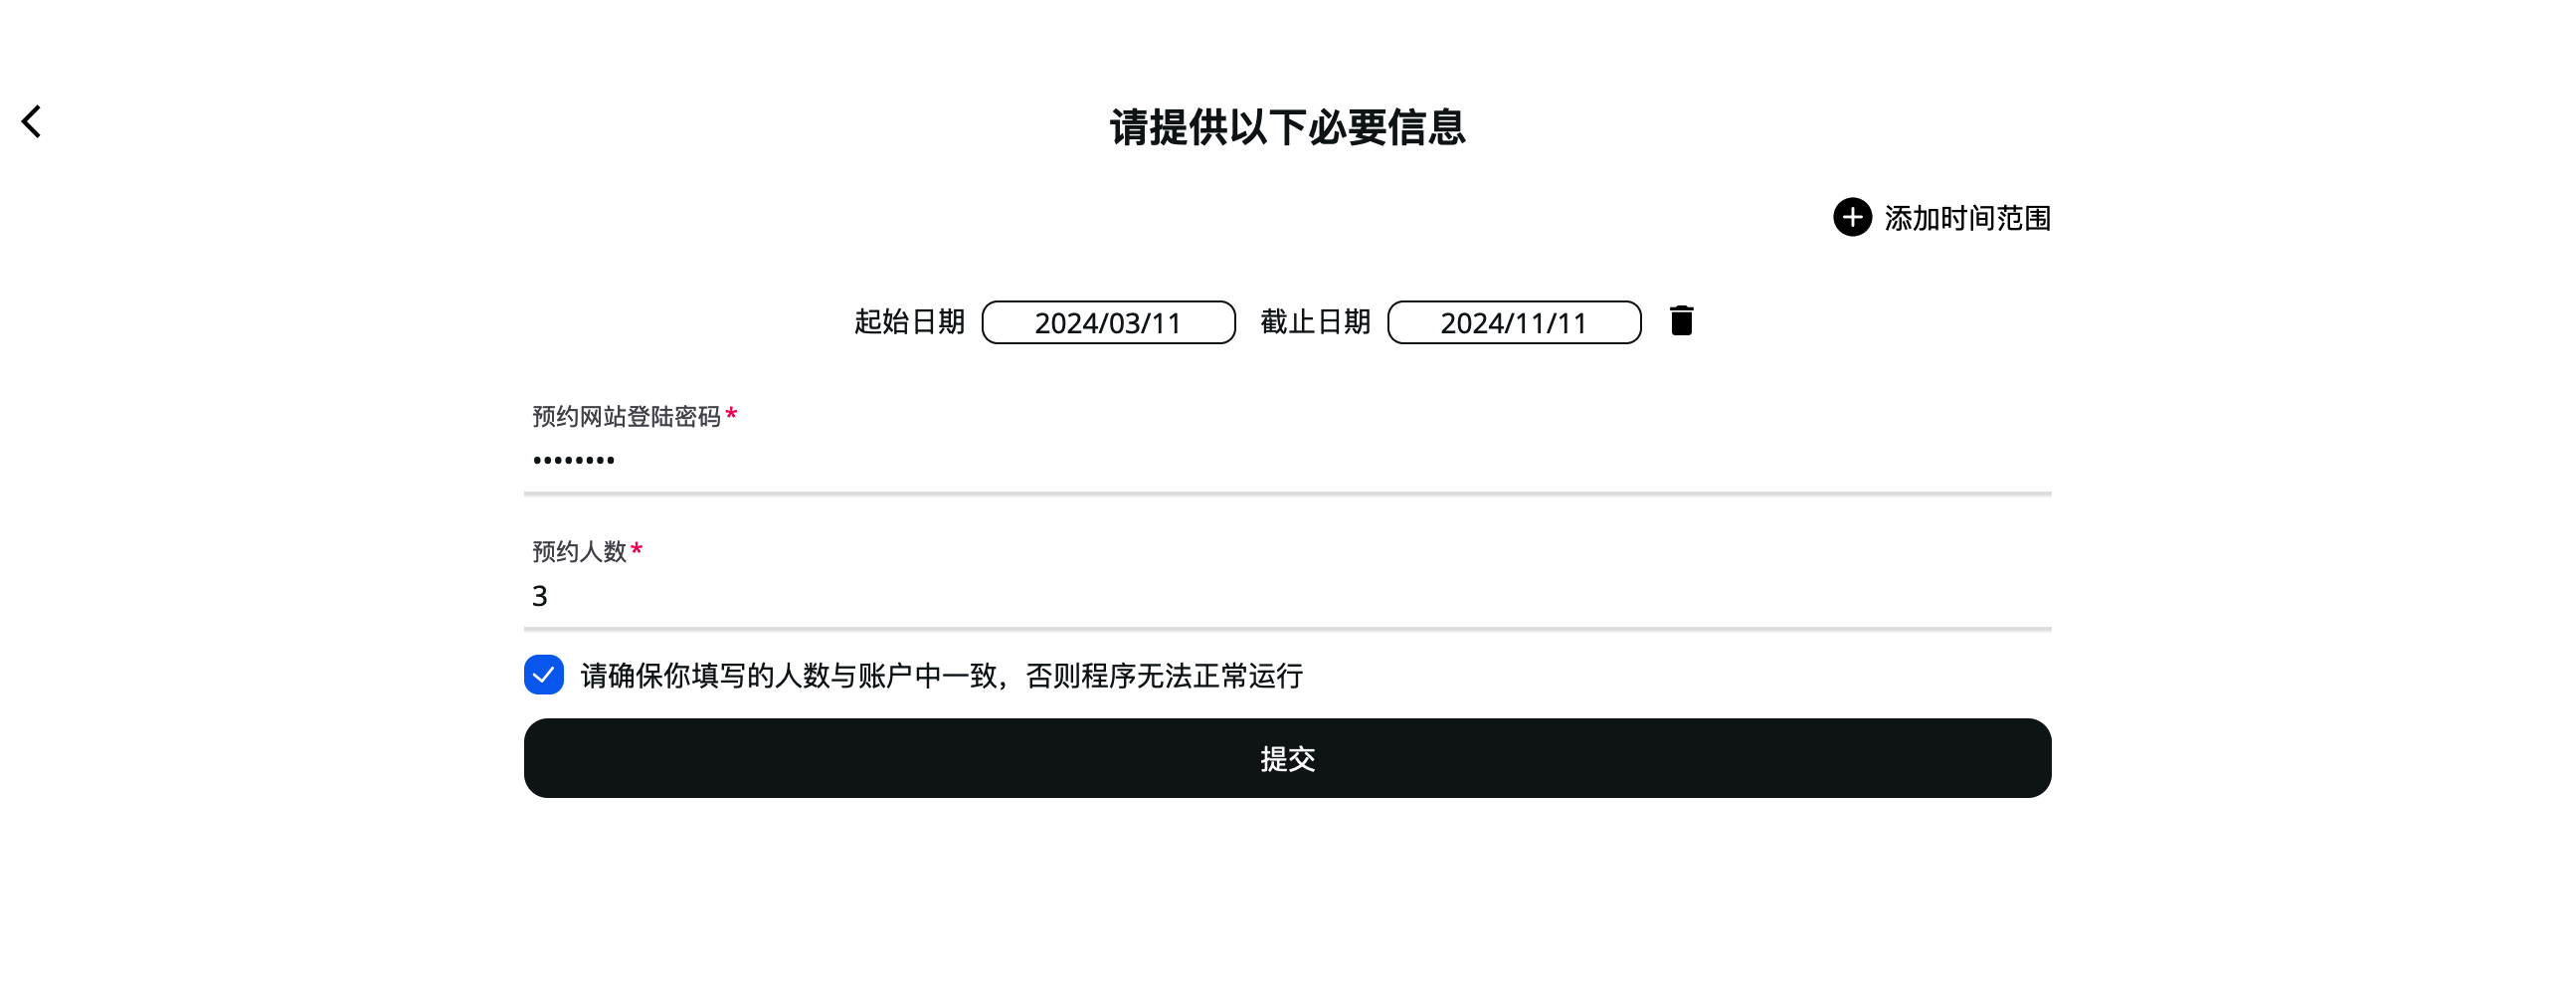 请提供以下必要信息
添加时间范围
起始日期 2024/03/11 截止日期 2024/11/11
预约网站登陆密码*
••••••••
预约人数*
3
请确保你填写的人数与账户中一致，否则程序无法正常运行
提交